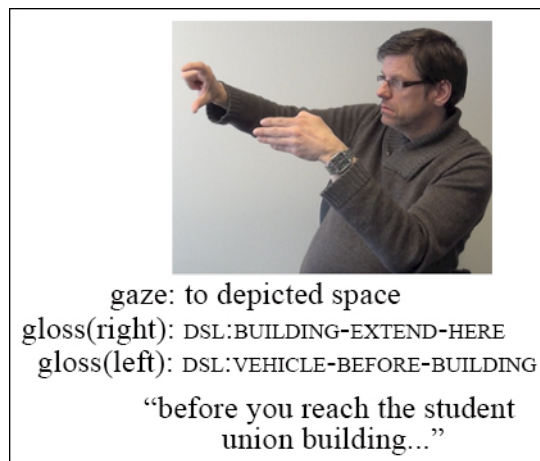 gaze: to depicted space
gloss(right): DSL:BUILDING-EXTEND-HERE
gloss(left): DSL:VEHICLE-BEFORE-BUILDING
“before you reach the student
union building...”